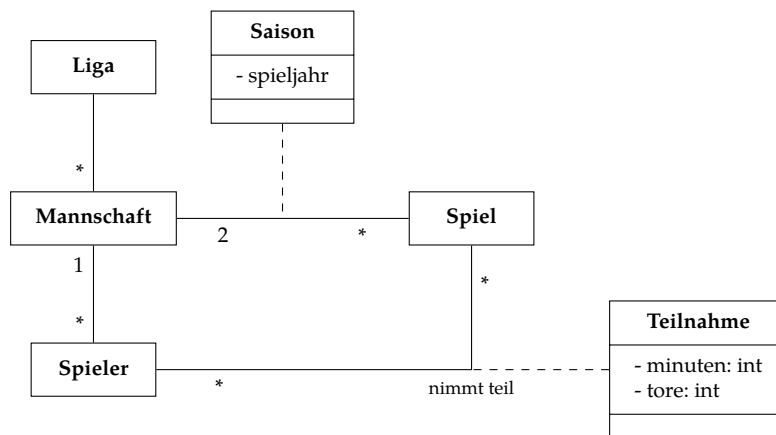 Saison
- spieljahr
Liga
*
Mannschaft
2
*
Spiel
1
*
*
Spieler
*
nimmt teil
Teilnahme
- minuten: int
- tore: int